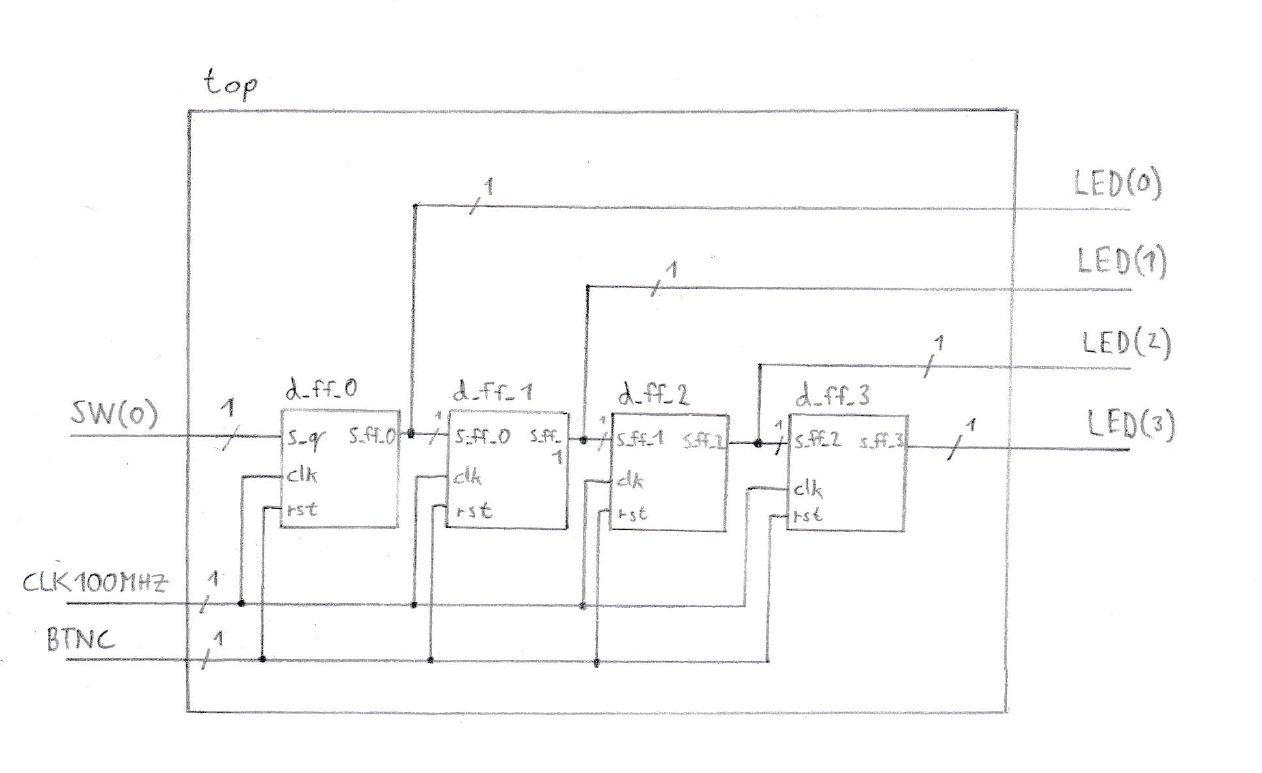 top
1
LED(0)
1
LED(1)
1
LED(2)
d_ff_0
d_ff_1
d_ff_2
d_ff_3
SW(0)
1
s_q
s_ff_0
1
s_ff_0
s_ff_
1
1
s_ff_1
s_ff_2
1
s_ff_2
s_ff_3
1
LED(3)
clk
clk
clk
clk
rst
rst
rst
rst
CLK100MHZ
1
BTNC
1